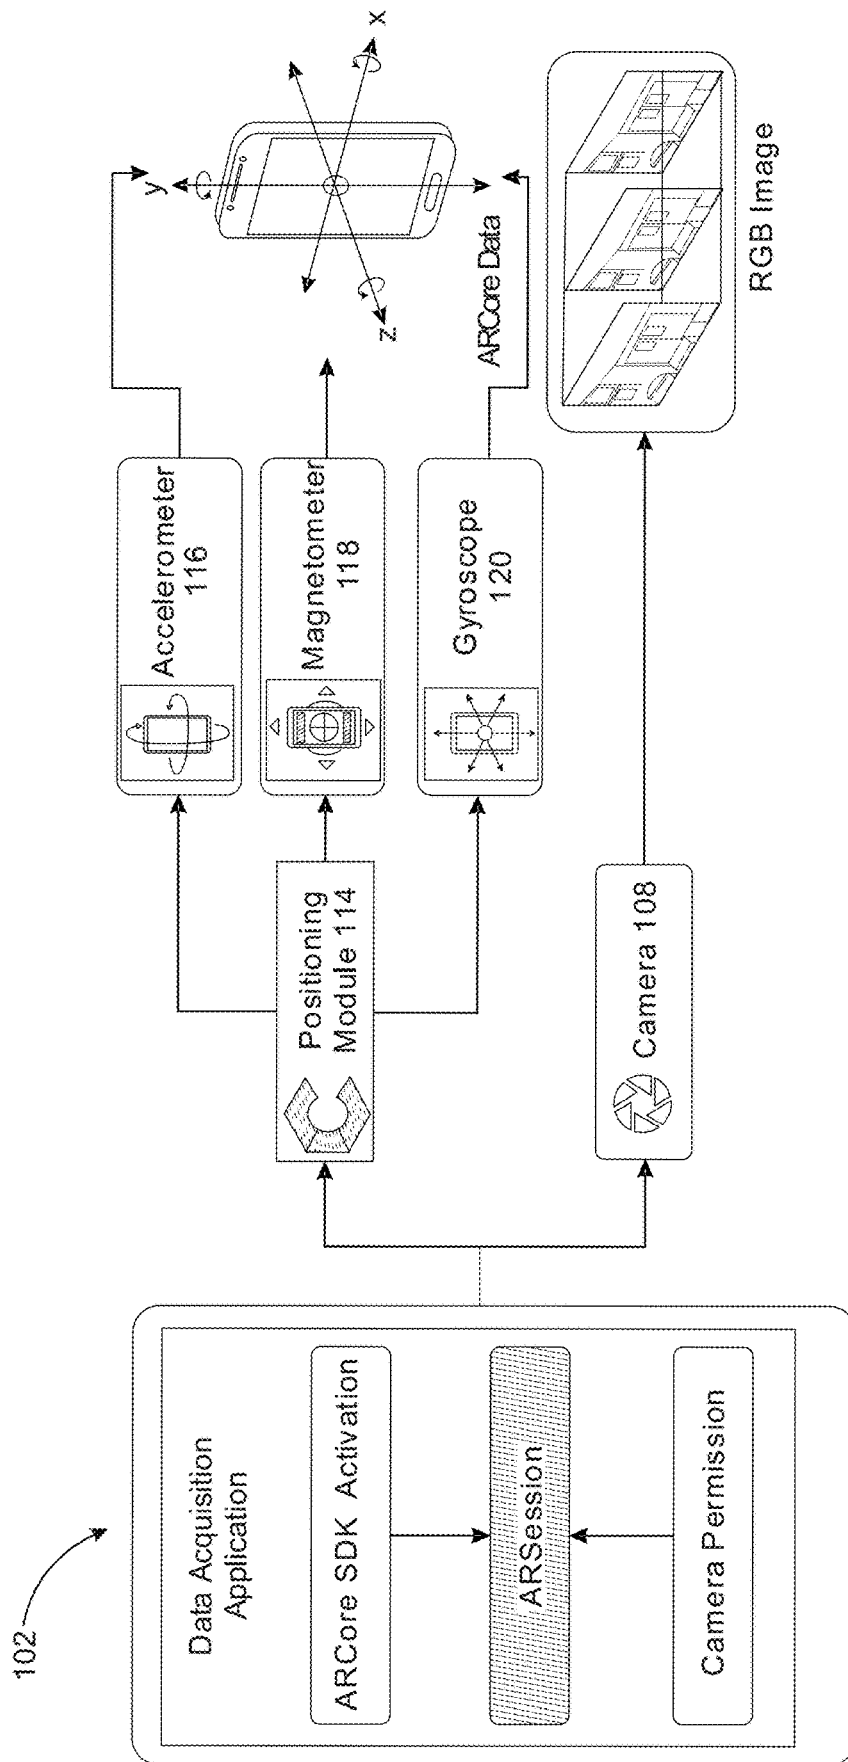 102
Data Acquisition
Application
ARCore SDK Activation
ARSession
Camera Permission
Positioning
Module 114
Camera 108
Accelerometer
116
Magnetometer
118
Gyroscope
120
y
x
z
ARCore Data
RGB Image